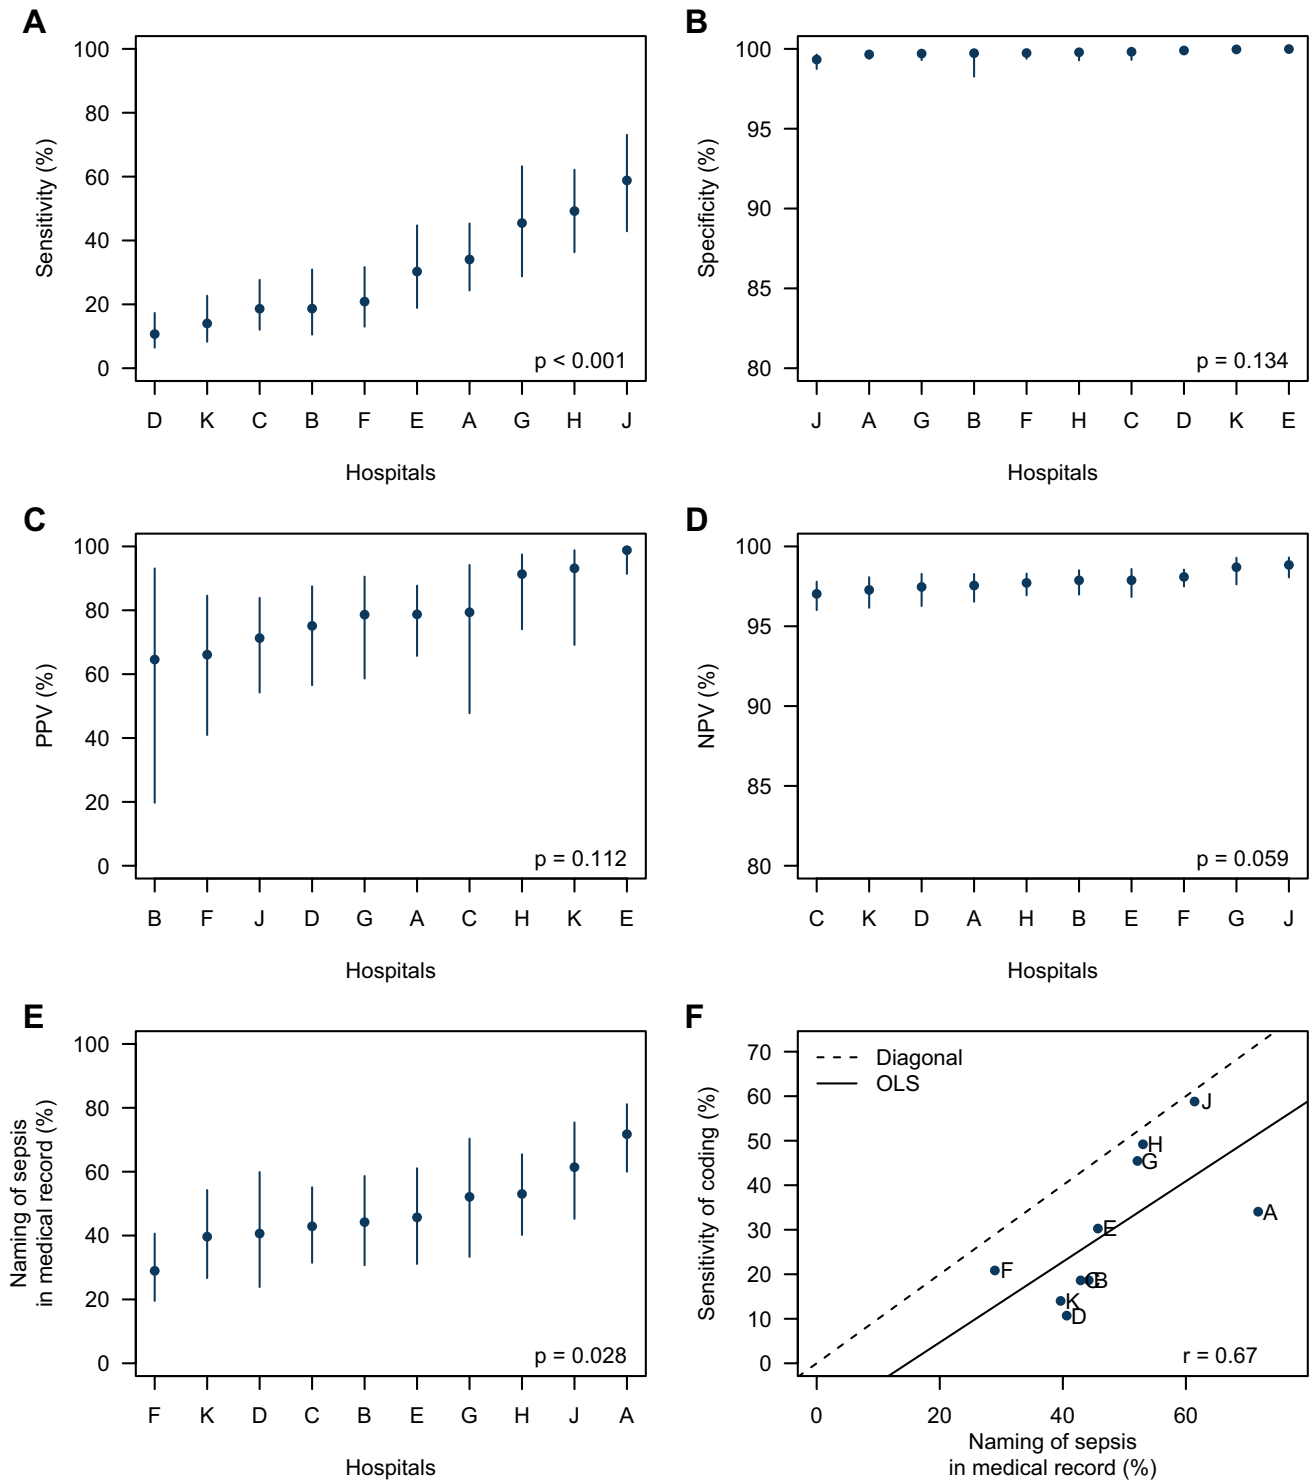 A
100
80
60
40
20
0
Sensitivity (%)
p < 0.001
D K C B F E A G H J
Hospitals
B
100
95
90
85
80
Specificity (%)
p = 0.134
J A G B F H C D K E
Hospitals
C
100
80
60
40
20
0
PPV (%)
p = 0.112
B F J D G A C H K E
Hospitals
D
100
95
90
85
80
NPV (%)
p = 0.059
C K D A H B E F G J
Hospitals
E
100
80
60
40
20
0
Naming of sepsis
in medical record (%)
p = 0.028
F K D C B E G H J A
Hospitals
F
70
60
50
40
30
20
10
0
Sensitivity of coding (%)
Diagonal
OLS
J
H
G
A
E
F
C
B
K
D
r = 0.67
0 20 40 60
Naming of sepsis
in medical record (%)